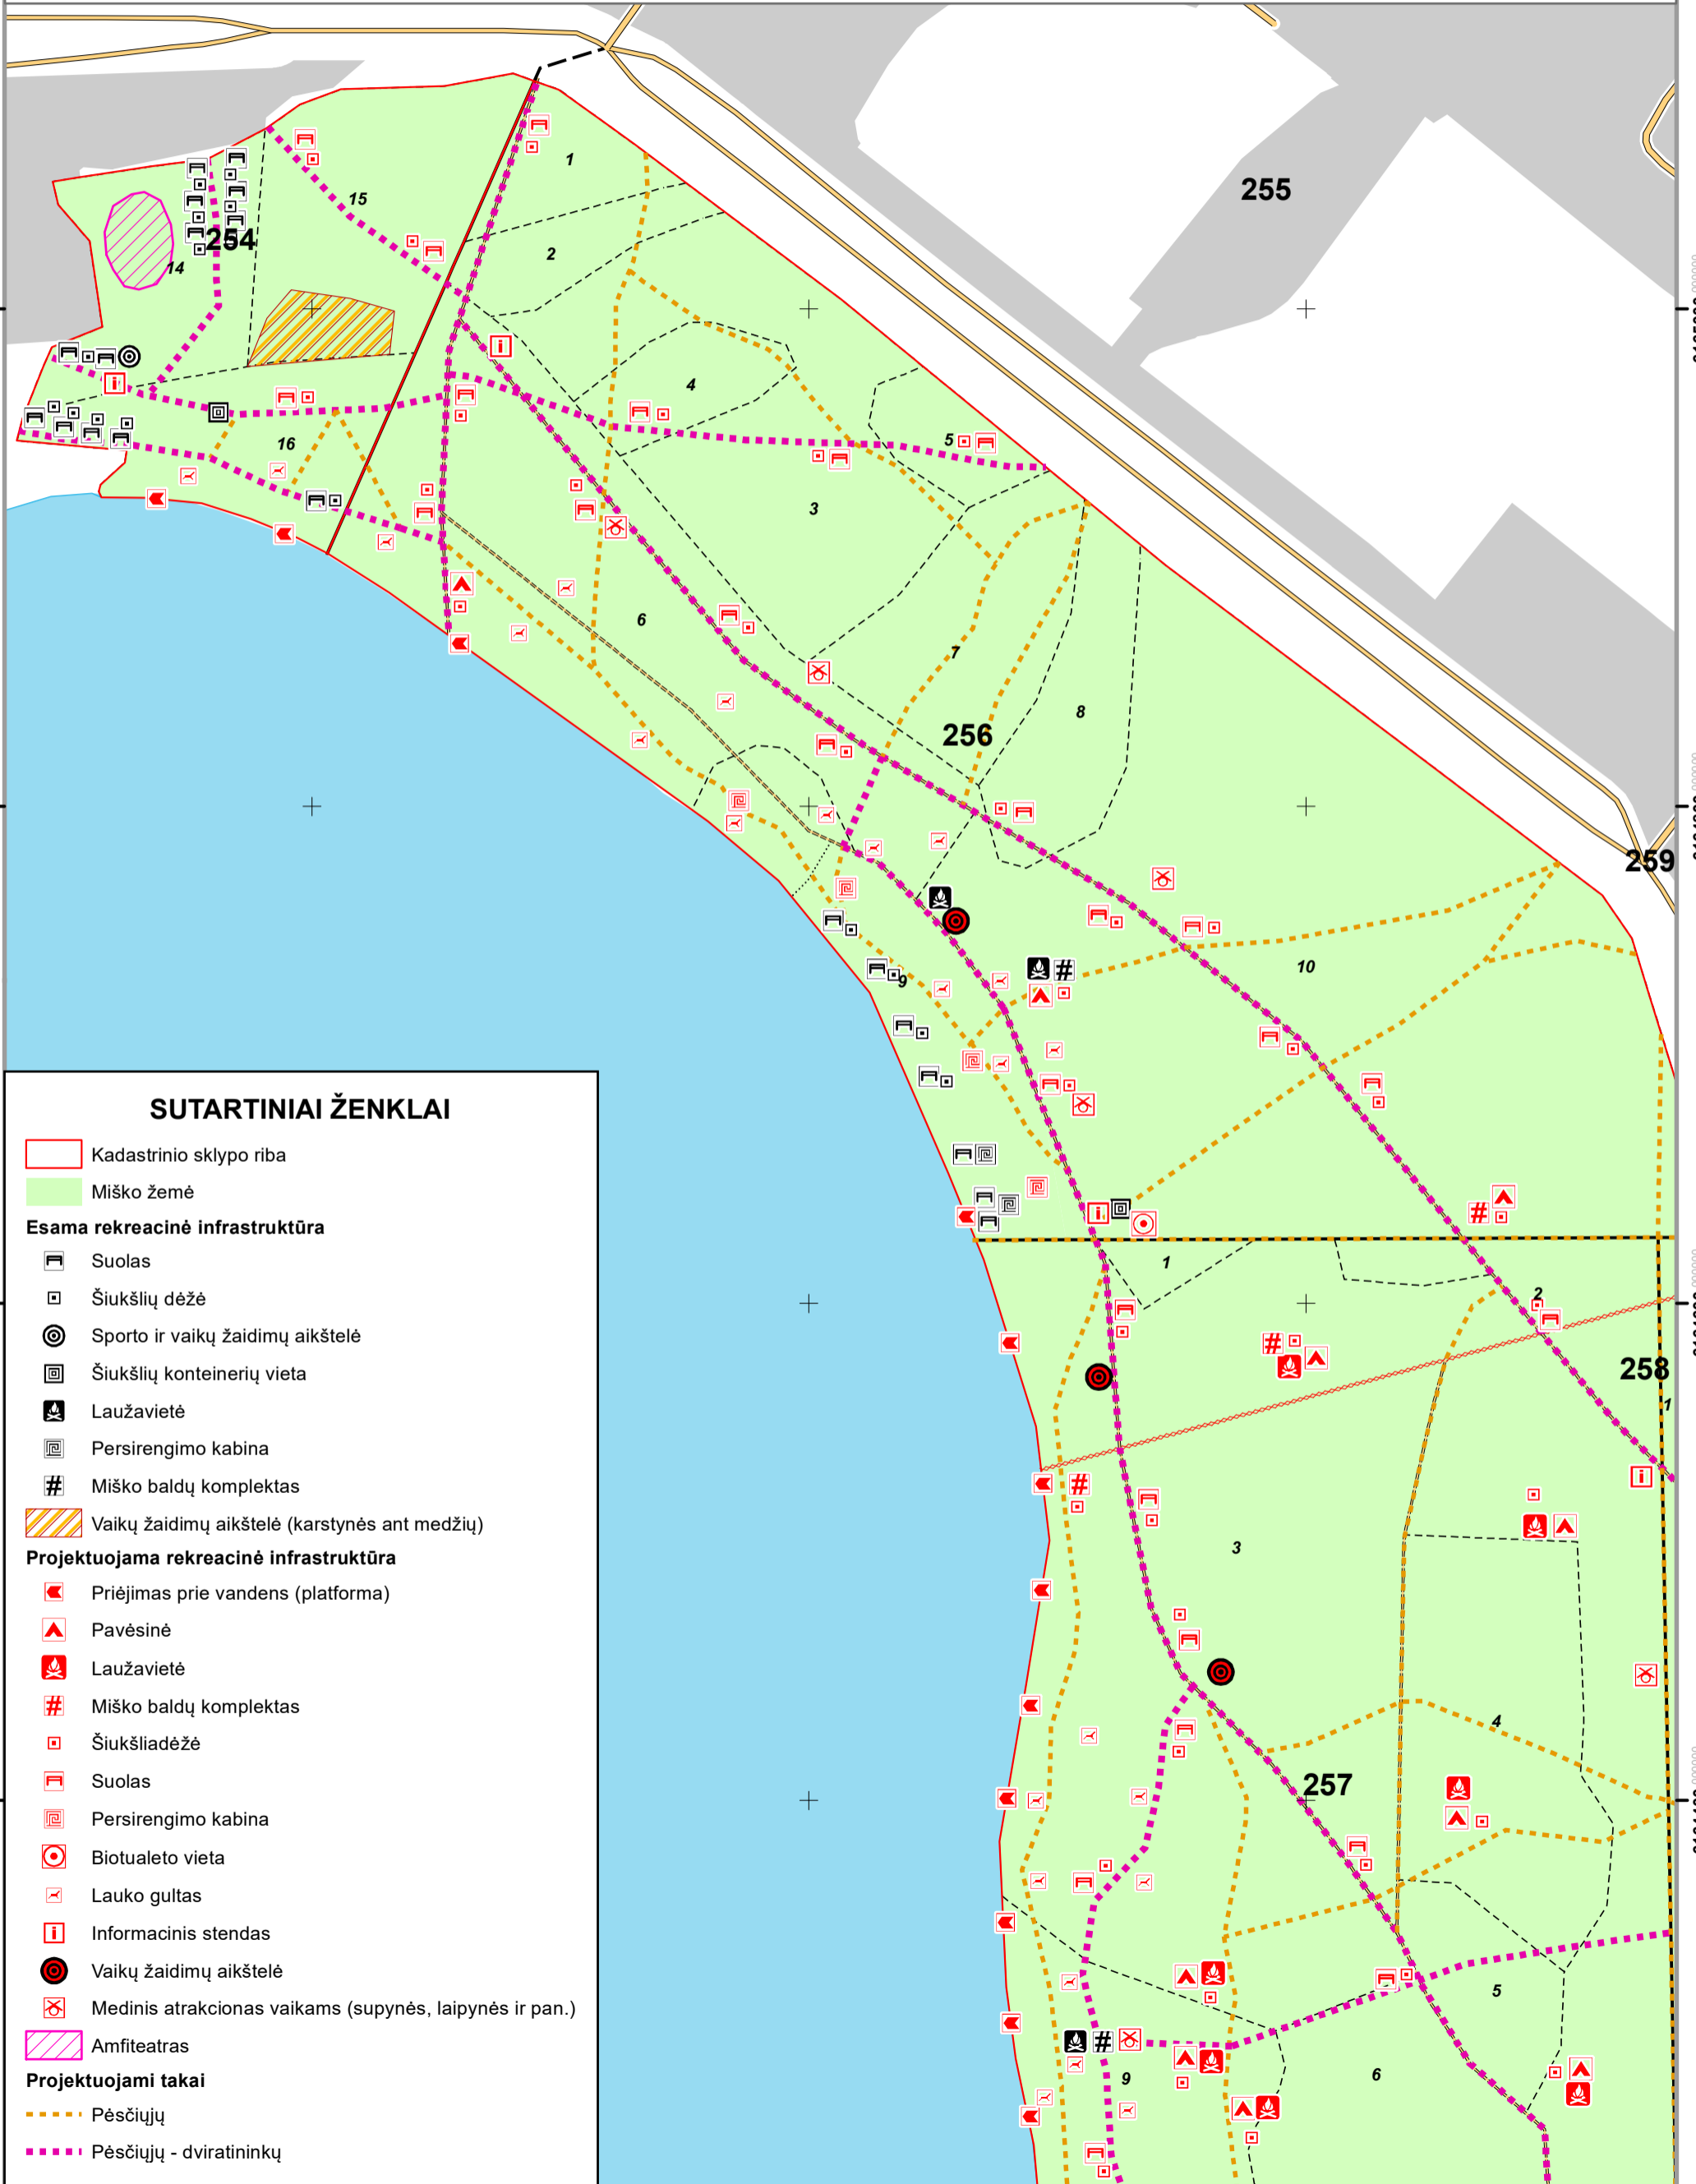 255
1
15
2
254
14
4
5
16
3
6
7
8
256
259
10
9
1
2
258
1
3
4
257
5
6
9
SUTARTINIAI ŽENKLAI
Kadastrinio sklypo riba
Miško žemė
Esama rekreacinė infrastruktūra
Suolas
Šiukšlių dėžė
Sporto ir vaikų žaidimų aikštelė
Šiukšlių konteinerių vieta
Laužavietė
Persirengimo kabina
Miško baldų komplektas
Vaikų žaidimų aikštelė (karstynės ant medžių)
Projektuojama rekreacinė infrastruktūra
Priėjimas prie vandens (platforma)
Pavėsinė
Laužavietė
Miško baldų komplektas
Šiukšliadėžė
Suolas
Persirengimo kabina
Biotualeto vieta
Lauko gultas
Informacinis stendas
Vaikų žaidimų aikštelė
Medinis atrakcionas vaikams (supynės, laipynės ir pan.)
Amfiteatras
Projektuojami takai
Pėsčiųjų
Pėsčiųjų - dviratininkų